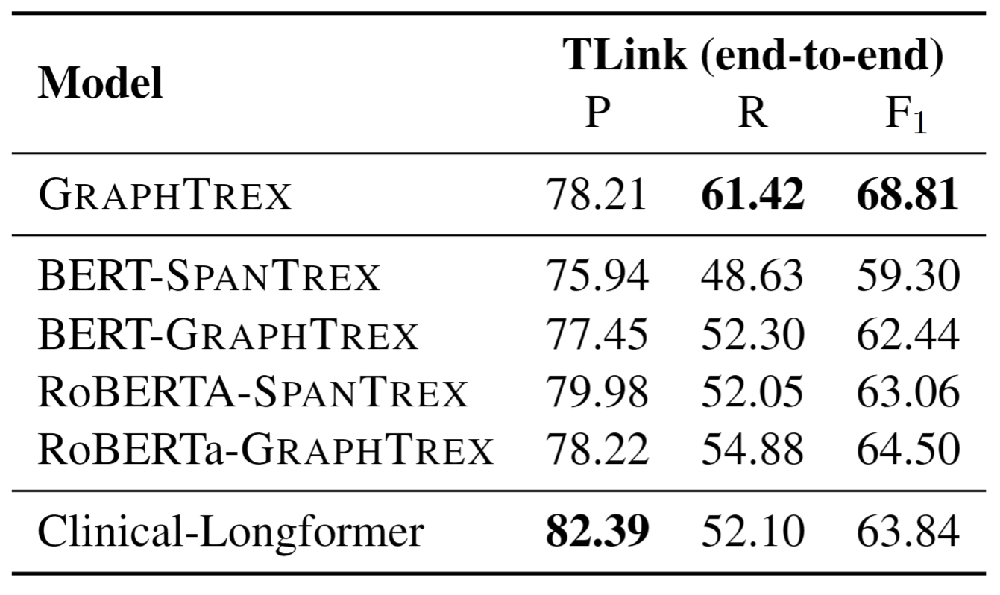 Model TLink (end-to-end)
P R F₁
GRAPHTREX 78.21 61.42 68.81
BERT-SPANTREX 75.94 48.63 59.30
BERT-GRAPHTREX 77.45 52.30 62.44
RoBERTA-SPANTREX 79.98 52.05 63.06
RoBERTa-GRAPHTREX 78.22 54.88 64.50
Clinical-Longformer 82.39 52.10 63.84